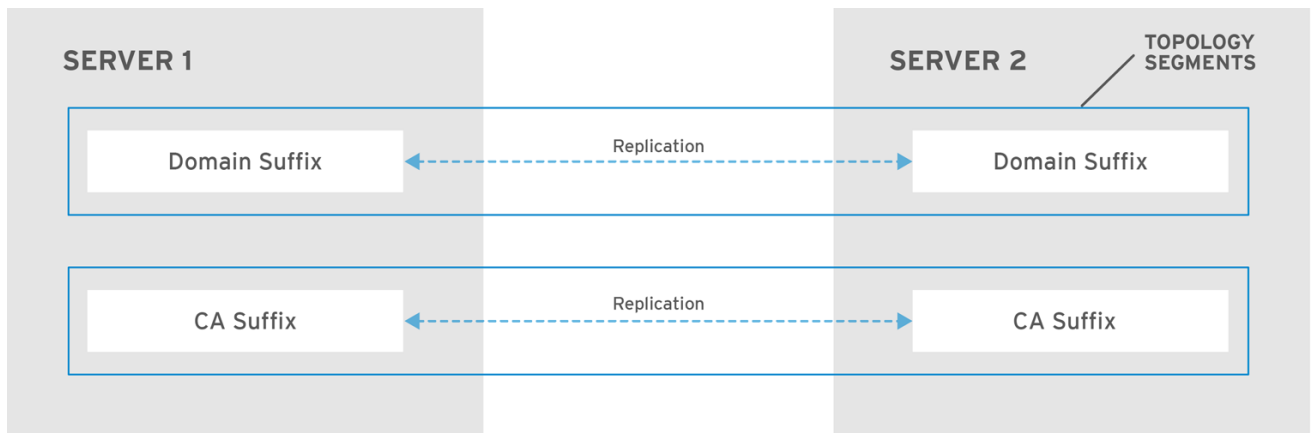 SERVER 1
SERVER 2
TOPOLOGY
SEGMENTS
Domain Suffix
Replication
Domain Suffix
CA Suffix
Replication
CA Suffix